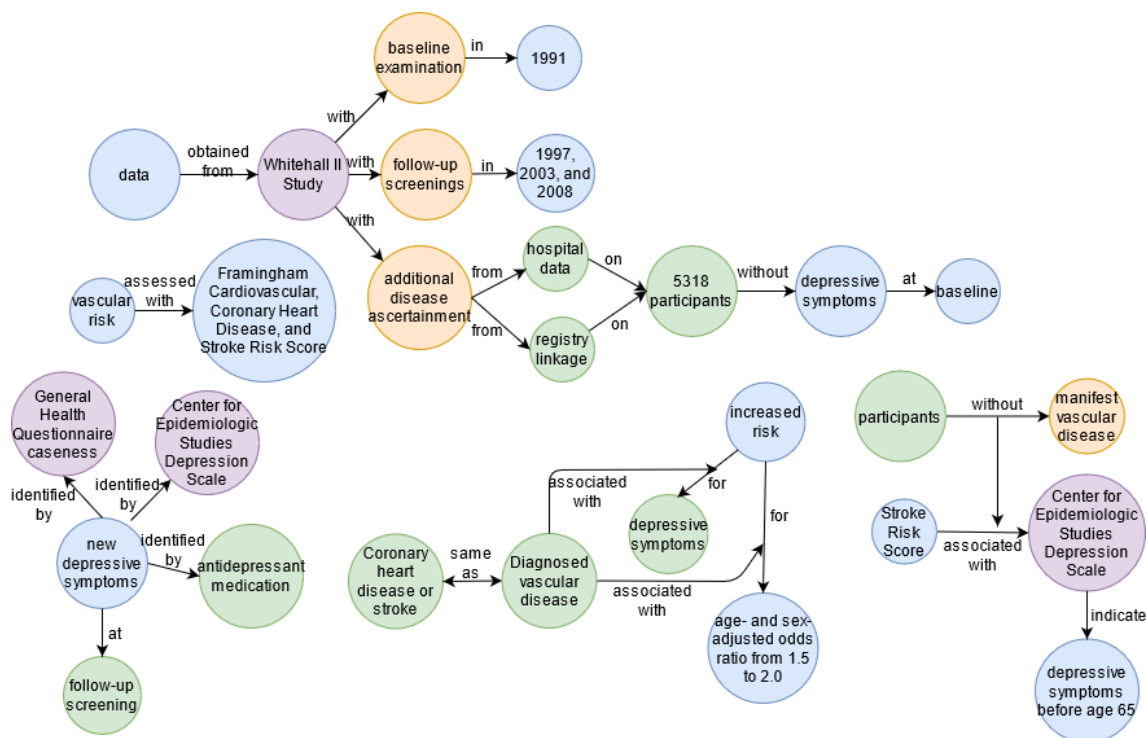 baseline
examination
in
1991
with
data
obtained
from
Whitehall II
Study
with
follow-up
screenings
in
1997,
2003, and
2008
with
additional
disease
ascertainment
from
from
hospital
data
registry
linkage
on
on
5318
participants
without
depressive
symptoms
at
baseline
vascular
risk
assessed
with
Framingham
Cardiovascular,
Coronary Heart
Disease, and
Stroke Risk Score
General
Health
Questionnaire
caseness
Center for
Epidemiologic
Studies
Depression
Scale
identified
by
identified
by
new
depressive
symptoms
identified
by
antidepressant
medication
at
follow-up
screening
increased
risk
associated
with
for
depressive
symptoms
for
Coronary
heart
disease or
stroke
same
as
Diagnosed
vascular
disease
associated
with
age- and sex-
adjusted odds
ratio from 1.5
to 2.0
participants
without
manifest
vascular
disease
Stroke
Risk
Score
associated
with
Center for
Epidemiologic
Studies
Depression
Scale
indicate
depressive
symptoms
before age 65